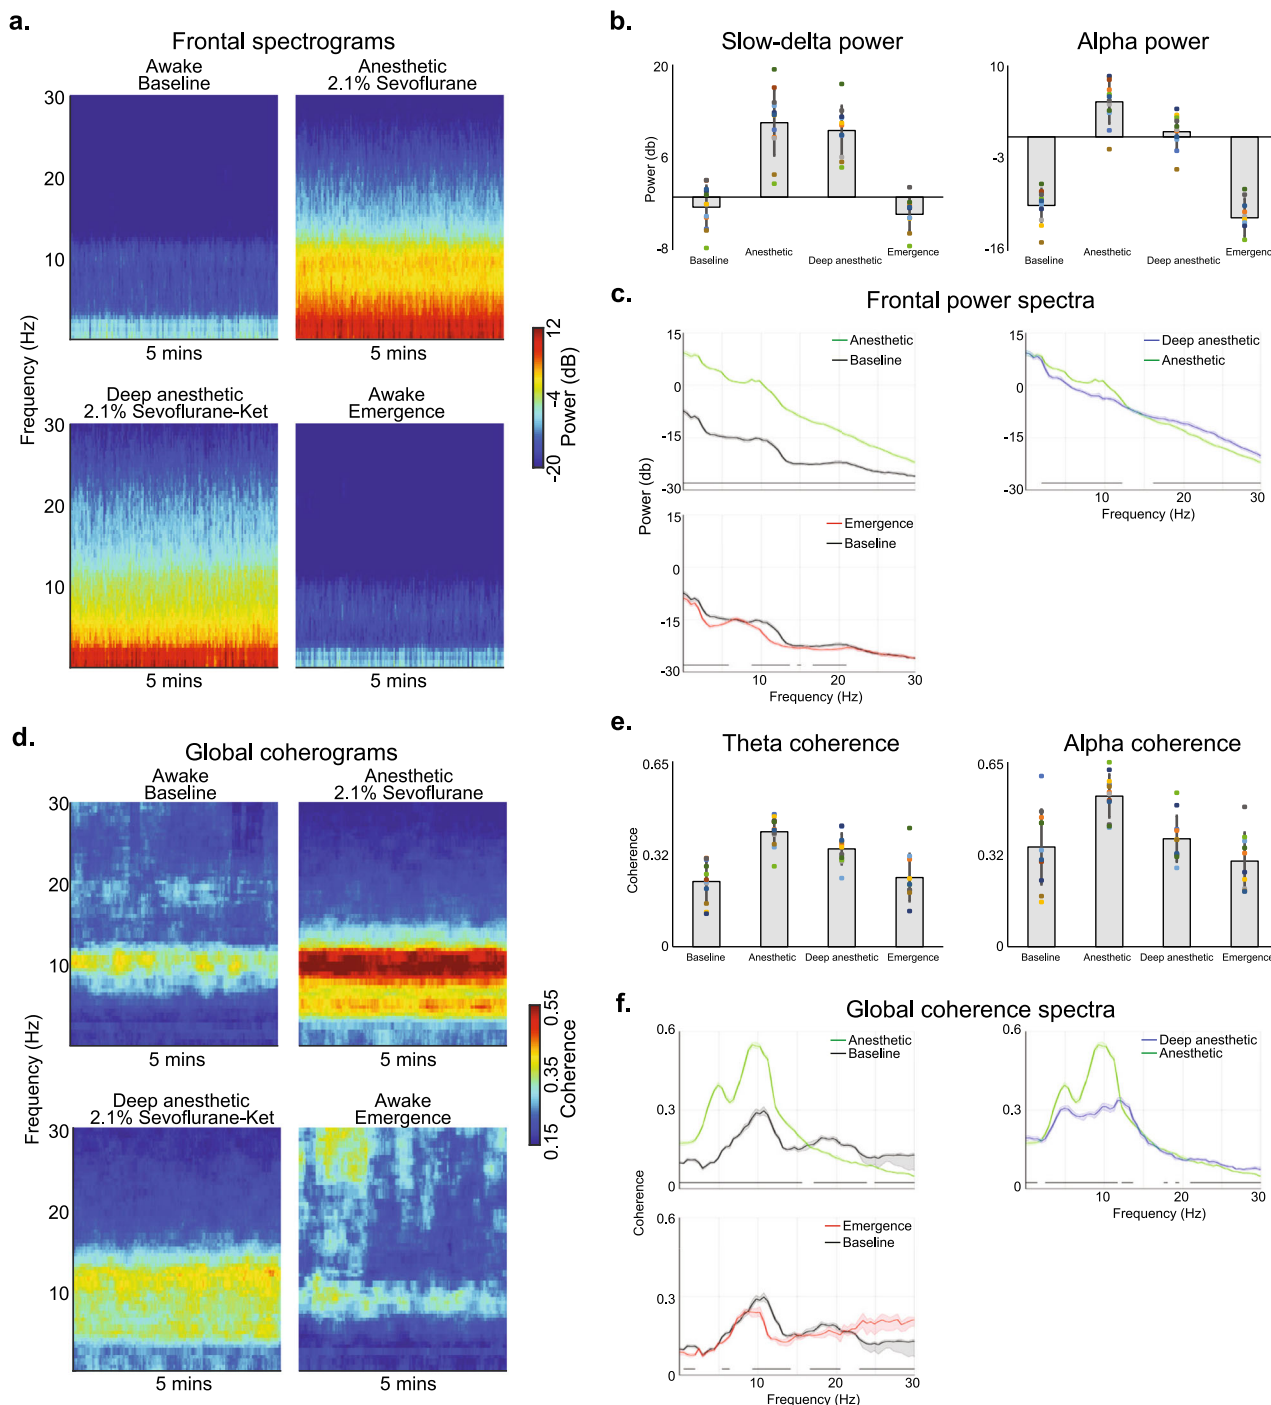 a.
Frontal spectrograms
Awake
Baseline
Anesthetic
2.1% Sevoflurane
30
20
10
5 mins
5 mins
Frequency (Hz)
12
-4
-20
Power (dB)
Deep anesthetic
2.1% Sevoflurane-Ket
Awake
Emergence
30
20
10
5 mins
5 mins
b.
Slow-delta power
Alpha power
20
6
-8
Power (db)
Baseline
Anesthetic
Deep anesthetic
Emergence
10
-3
-16
Baseline
Anesthetic
Deep anesthetic
Emergence
c.
Frontal power spectra
15
0
-15
-30
Anesthetic
Baseline
Power (db)
15
0
-15
-30
Deep anesthetic
Anesthetic
10
20
30
Frequency (Hz)
15
0
-15
-30
Emergence
Baseline
10
20
30
Frequency (Hz)
d.
Global coherograms
Awake
Baseline
Anesthetic
2.1% Sevoflurane
30
20
10
5 mins
5 mins
Frequency (Hz)
0.55
0.35
0.15
Coherence
Deep anesthetic
2.1% Sevoflurane-Ket
Awake
Emergence
30
20
10
5 mins
5 mins
e.
Theta coherence
Alpha coherence
0.65
0.32
0
Coherence
Baseline
Anesthetic
Deep anesthetic
Emergence
0.65
0.32
0
Baseline
Anesthetic
Deep anesthetic
Emergence
f.
Global coherence spectra
0.6
0.3
0
Anesthetic
Baseline
Coherence
0.6
0.3
0
Deep anesthetic
Anesthetic
10
20
30
Frequency (Hz)
0.6
0.3
0
Emergence
Baseline
10
20
30
Frequency (Hz)